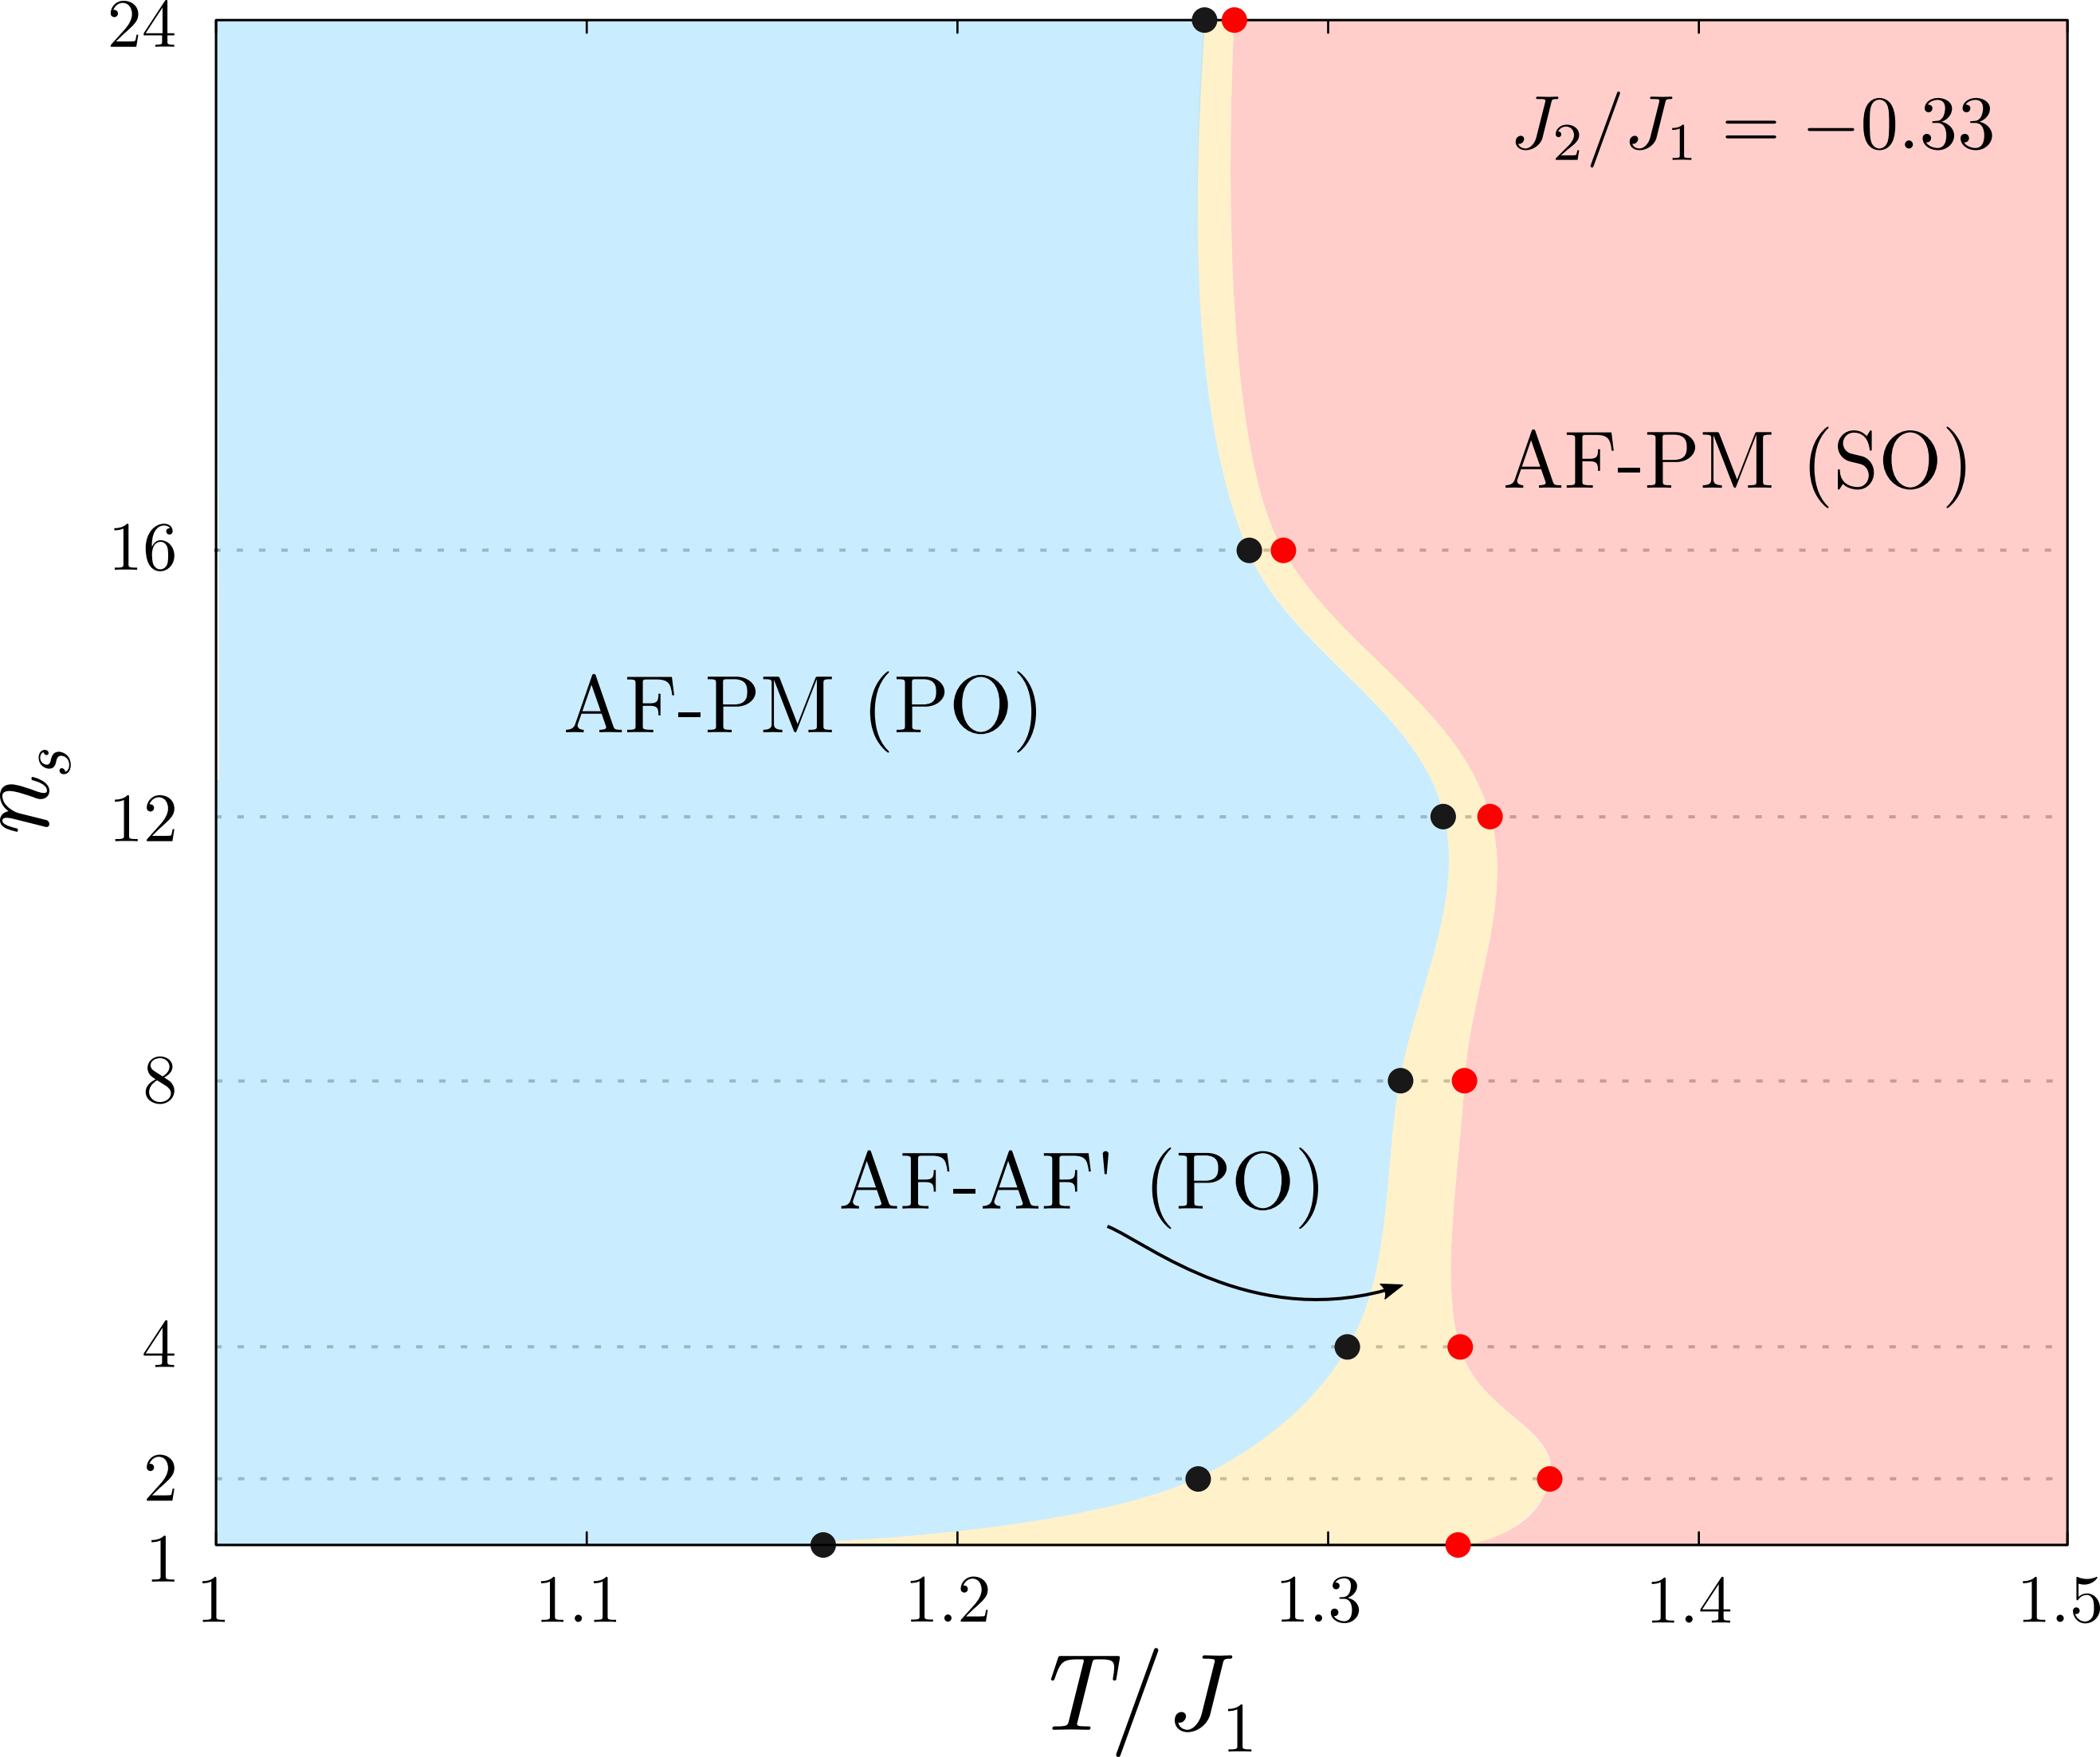 24
J₂/J₁ = −0.33
AF-PM (SO)
16
AF-PM (PO)
nₛ
12
8
AF-AF' (PO)
4
2
1
1 1.1 1.2 1.3 1.4 1.5
T/J₁